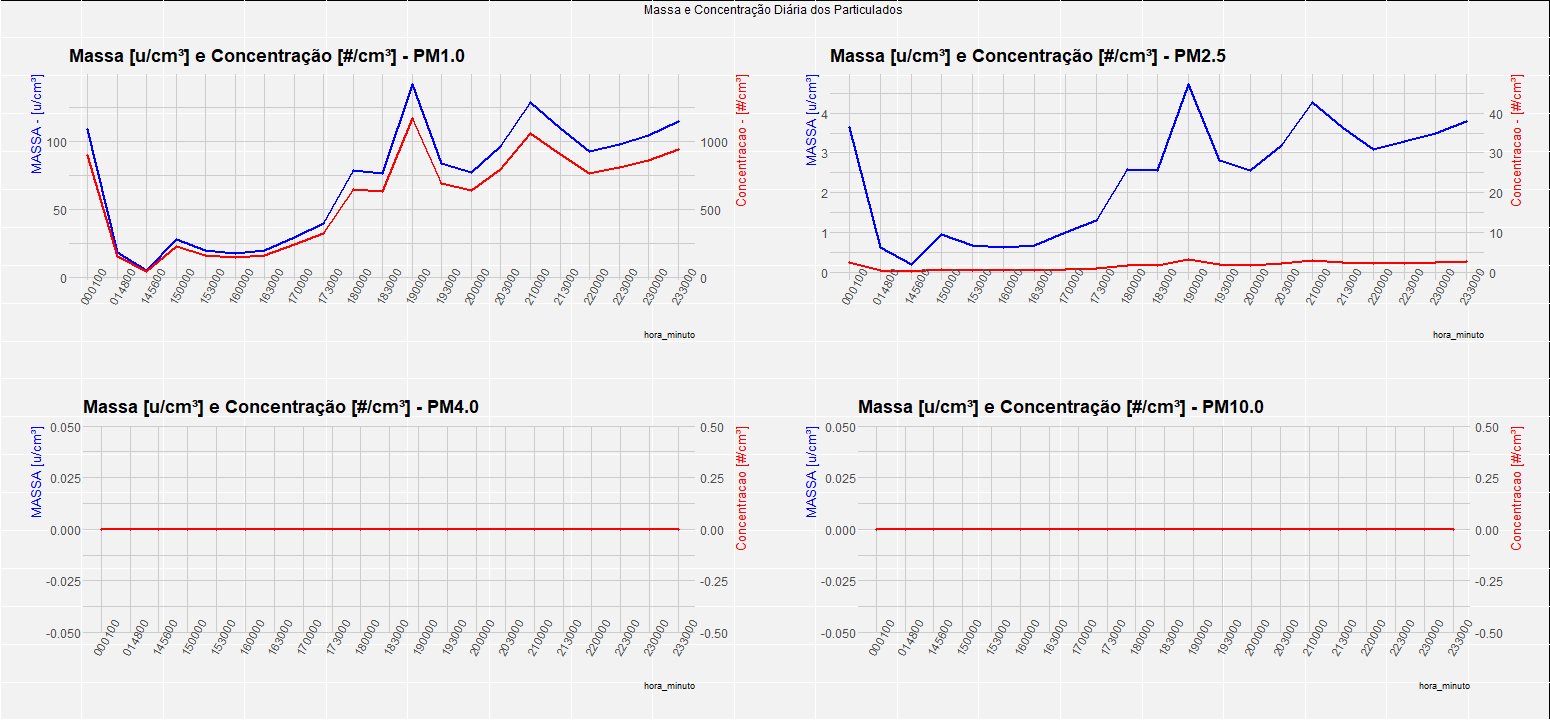 Massa e Concentração Diária dos Particulados
Massa [u/cm³] e Concentração [#/cm³] - PM1.0
MASSA - [u/cm³]
100
50
0
1000
500
0
Concentracao - [#/cm³]
000100 014800 145600 150000 153000 160000 163000 170000 173000 180000 183000 190000 193000 200000 203000 210000 213000 220000 223000 230000 233000
hora_minuto
Massa [u/cm³] e Concentração [#/cm³] - PM2.5
MASSA [u/cm³]
4
3
2
1
0
40
30
20
10
0
Concentracao - [#/cm³]
000100 014800 145600 150000 153000 160000 163000 170000 173000 180000 183000 190000 193000 200000 203000 210000 213000 220000 223000 230000 233000
hora_minuto
Massa [u/cm³] e Concentração [#/cm³] - PM4.0
MASSA [u/cm³]
0.050
0.025
0.000
-0.025
-0.050
0.50
0.25
0.00
-0.25
-0.50
Concentracao [#/cm³]
000100 014800 145600 150000 153000 160000 163000 170000 173000 180000 183000 190000 193000 200000 203000 210000 213000 220000 223000 230000 233000
hora_minuto
Massa [u/cm³] e Concentração [#/cm³] - PM10.0
MASSA [u/cm³]
0.050
0.025
0.000
-0.025
-0.050
0.50
0.25
0.00
-0.25
-0.50
Concentracao [#/cm³]
000100 014800 145600 150000 153000 160000 163000 170000 173000 180000 183000 190000 193000 200000 203000 210000 213000 220000 223000 230000 233000
hora_minuto